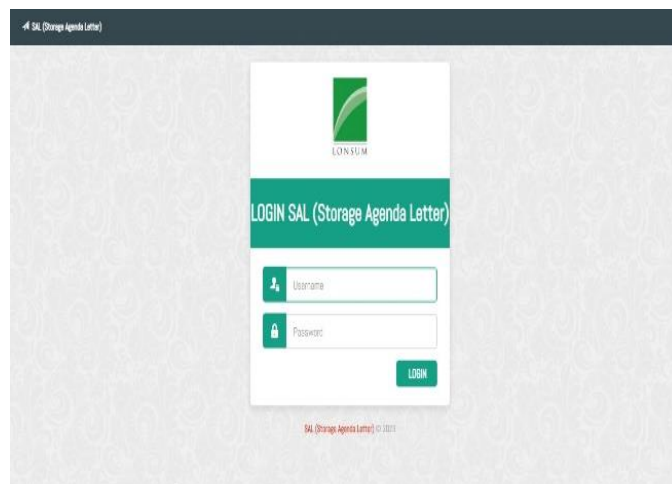 SAL (Storage Agenda Letter)
LONSUM
LOGIN SAL (Storage Agenda Letter)
Username
Password
LOGIN
SAL (Storage Agenda Letter) ©